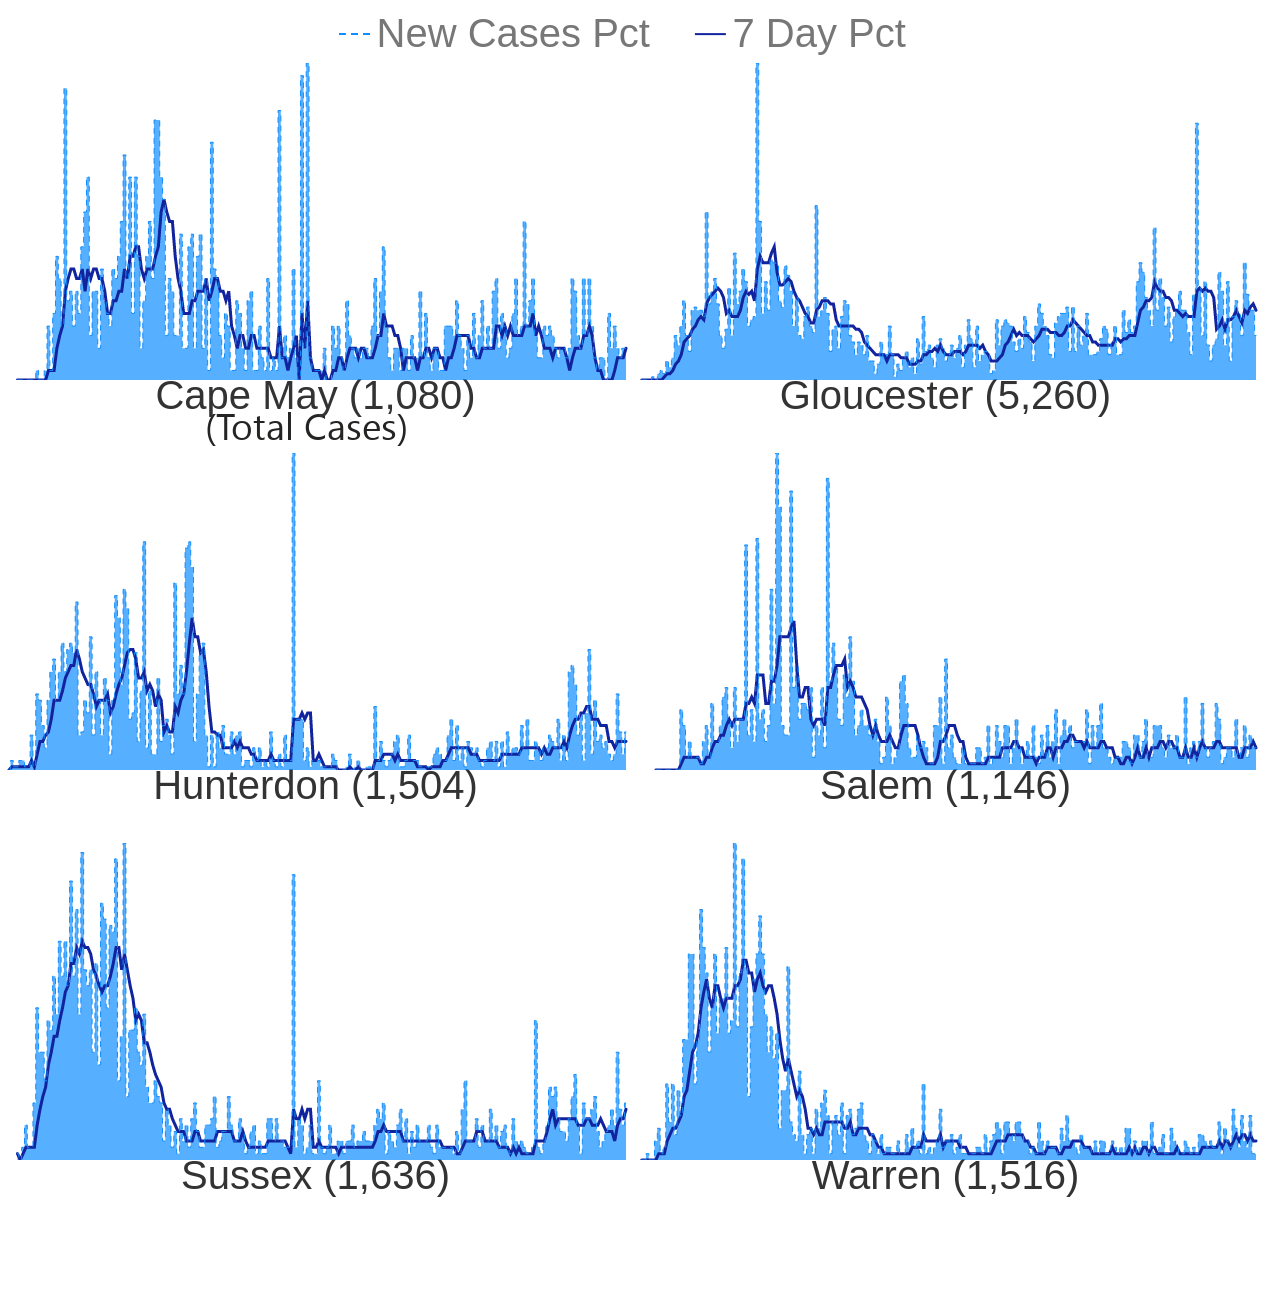 New Cases Pct 7 Day Pct
Cape May (1,080) Gloucester (5,260)
(Total Cases)
Hunterdon (1,504) Salem (1,146)
Sussex (1,636) Warren (1,516)